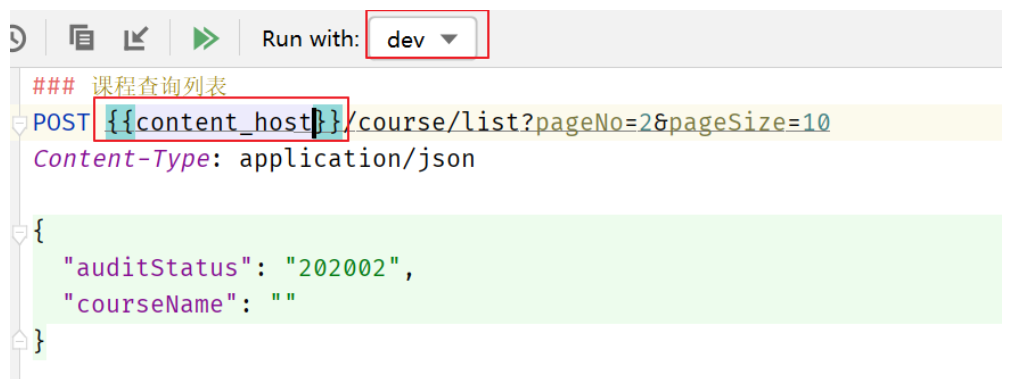 Run with: dev
### 课程查询列表
POST {{content_host}}/course/list?pageNo=2&pageSize=10
Content-Type: application/json
{
"auditStatus": "202002",
"courseName": ""
}